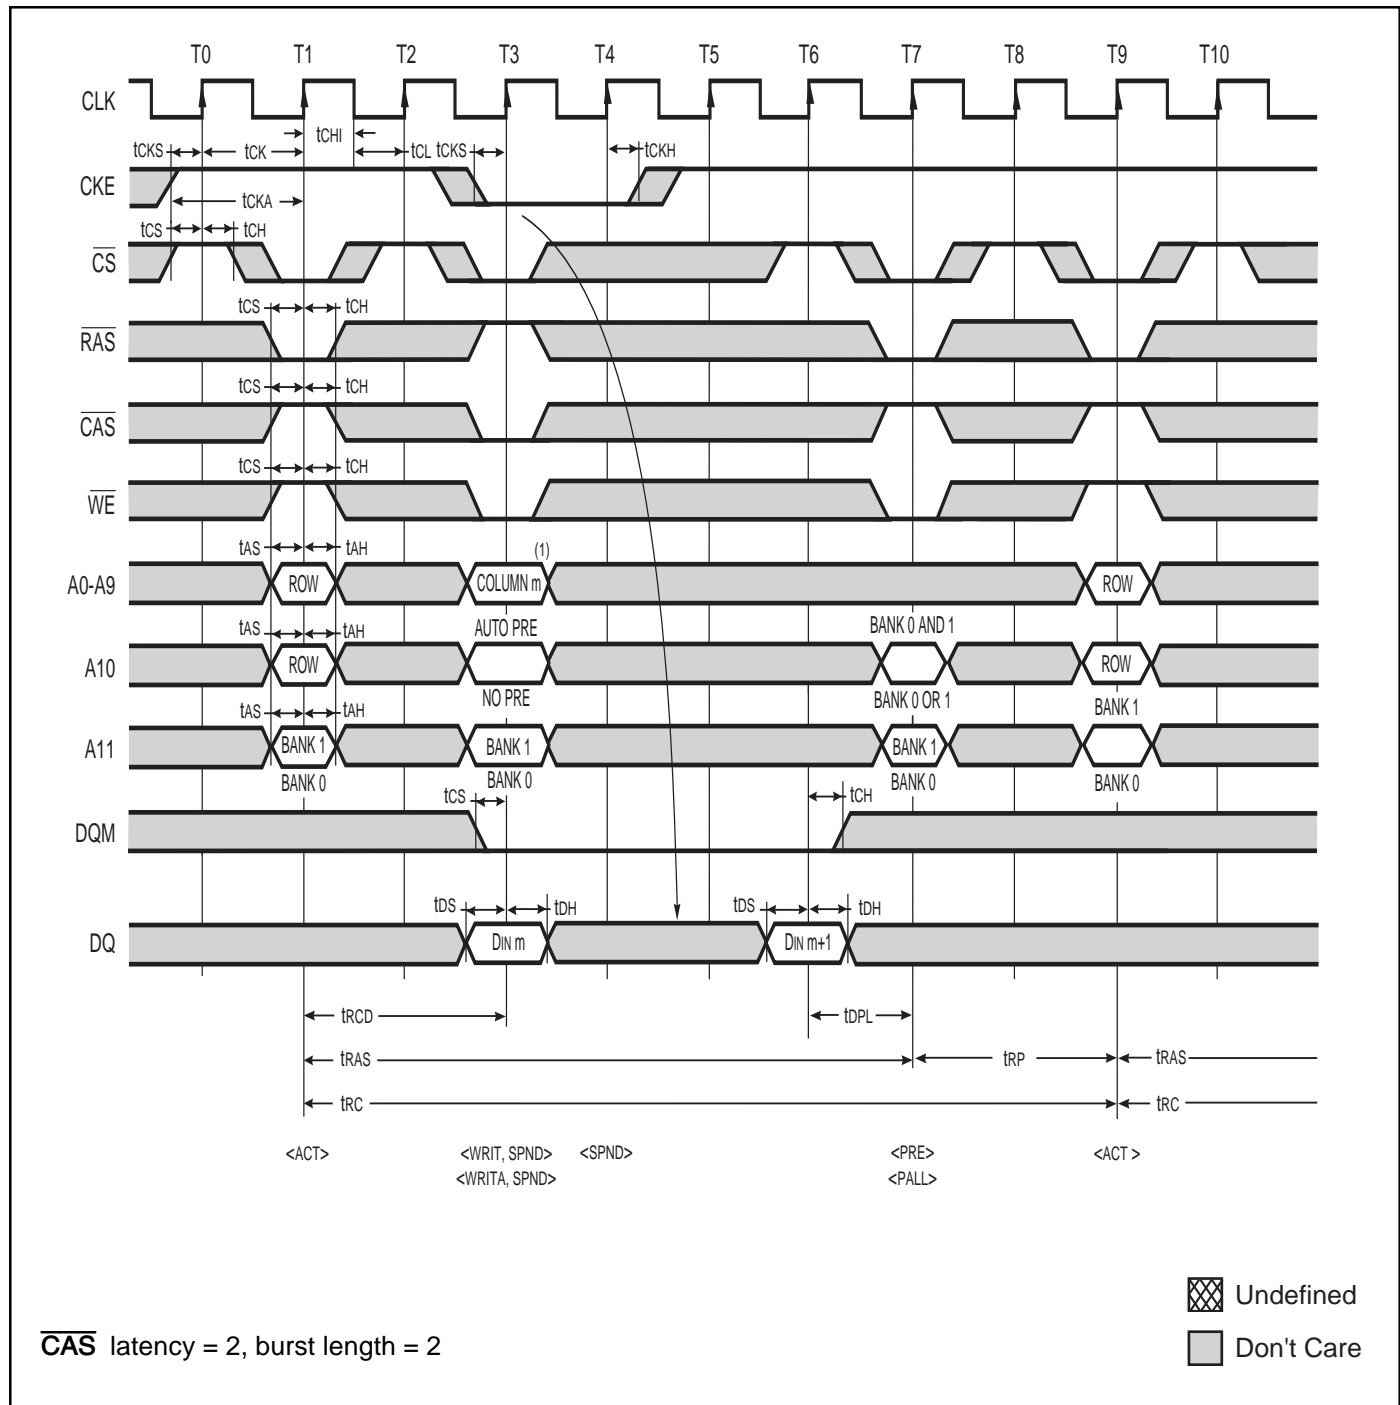 T0 T1 T2 T3 T4 T5 T6 T7 T8 T9 T10
CLK
tCHI
tCKS tCK tCL tCKS tCKH
CKE
tCKA
tCS tCH
CS
tCS tCH
RAS
tCS tCH
CAS
tCS tCH
WE
tAS tAH (1)
A0-A9 ROW COLUMN m ROW
tAS tAH AUTO PRE BANK 0 AND 1
A10 ROW ROW
tAS tAH NO PRE BANK 0 OR 1 BANK 1
A11 BANK 1 BANK 1 BANK 1
BANK 0 BANK 0 BANK 0 BANK 0
tCS tCH
DQM
tDS tDH tDS tDH
DQ DIN m DIN m+1
tRCD tDPL
tRAS tRP tRAS
tRC tRC
<ACT> <WRIT, SPND> <SPND> <PRE> <ACT >
<WRITA, SPND> <PALL>
Undefined
CAS latency = 2, burst length = 2
Don't Care